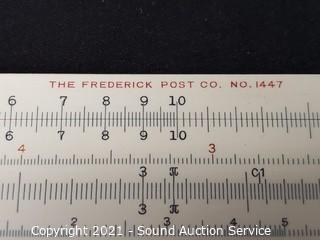 THE FREDERICK POST CO. NO. 1447
6 7 8 9 10
6 7 8 9 10
4 3
3 π C1
3 π
2 3 4 5
Copyright 2021 - Sound Auction Service